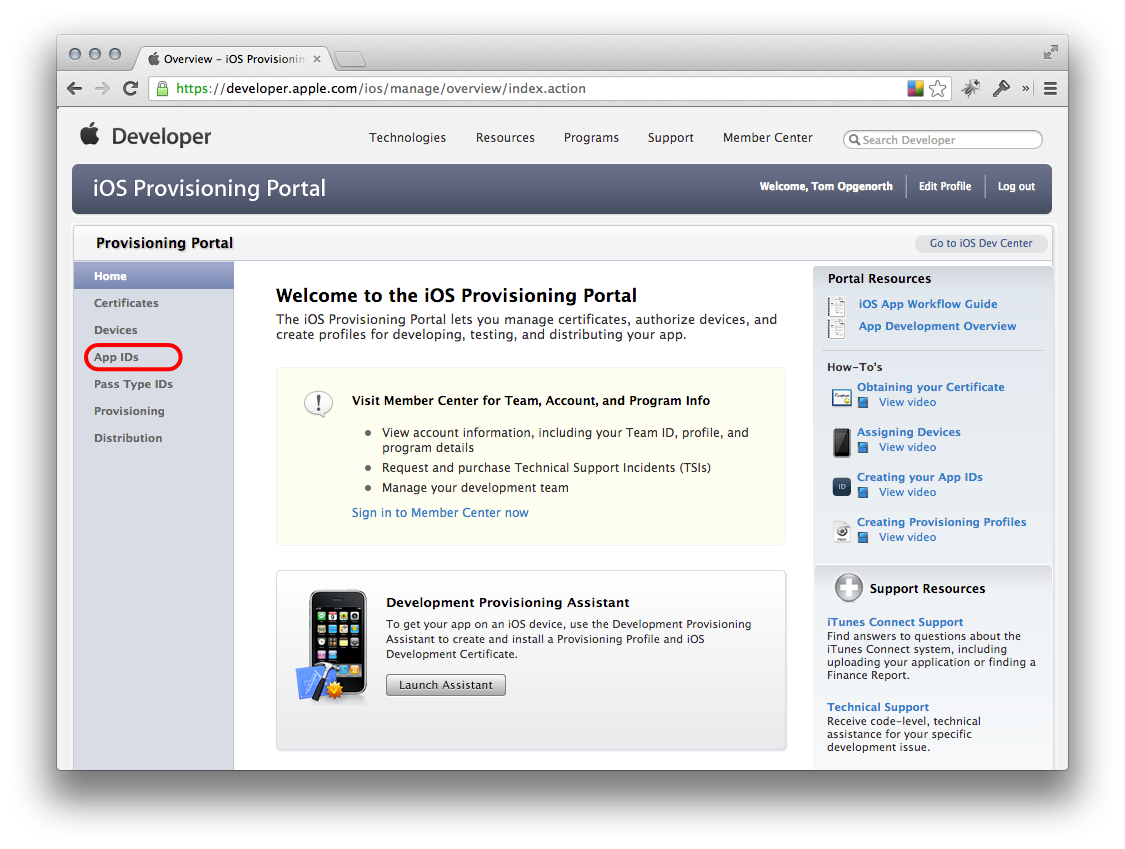 Overview – iOS Provisionin
https://developer.apple.com/ios/manage/overview/index.action
Developer
Technologies
Resources
Programs
Support
Member Center
Search Developer
iOS Provisioning Portal
Welcome, Tom Opgenorth
Edit Profile
Log out
Provisioning Portal
Go to iOS Dev Center
Home
Certificates
Devices
App IDs
Pass Type IDs
Provisioning
Distribution
Welcome to the iOS Provisioning Portal
The iOS Provisioning Portal lets you manage certificates, authorize devices, and
create profiles for developing, testing, and distributing your app.
Visit Member Center for Team, Account, and Program Info
View account information, including your Team ID, profile, and
program details
Request and purchase Technical Support Incidents (TSIs)
Manage your development team
Sign in to Member Center now
Development Provisioning Assistant
To get your app on an iOS device, use the Development Provisioning
Assistant to create and install a Provisioning Profile and iOS
Development Certificate.
Launch Assistant
Portal Resources
iOS App Workflow Guide
App Development Overview
How-To's
Obtaining your Certificate
View video
Assigning Devices
View video
ID
Creating your App IDs
View video
Creating Provisioning Profiles
View video
Support Resources
iTunes Connect Support
Find answers to questions about the
iTunes Connect system, including
uploading your application or finding a
Finance Report.
Technical Support
Receive code-level, technical
assistance for your specific
development issue.